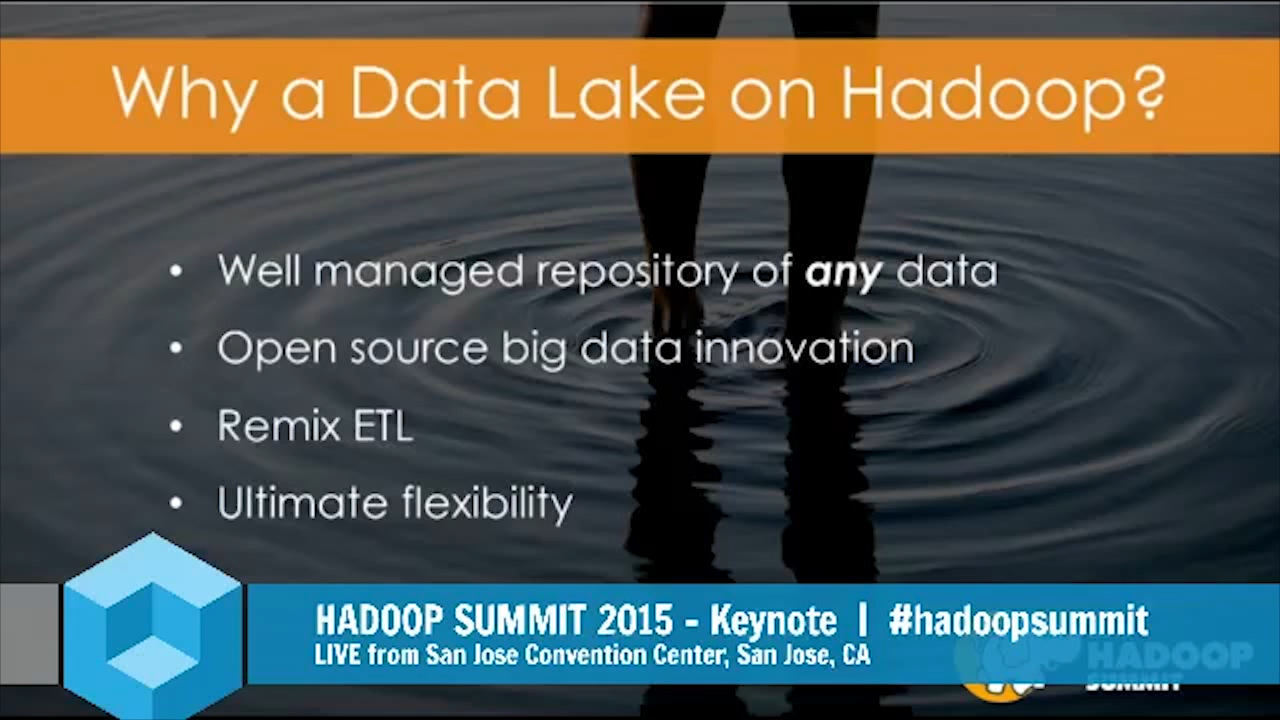 Why a Data Lake on Hadoop?
• Well managed repository of any data
• Open source big data innovation
• Remix ETL
• Ultimate flexibility
HADOOP SUMMIT 2015 - Keynote | #hadoopsummit
LIVE from San Jose Convention Center, San Jose, CA
HADOOP
SUMMIT